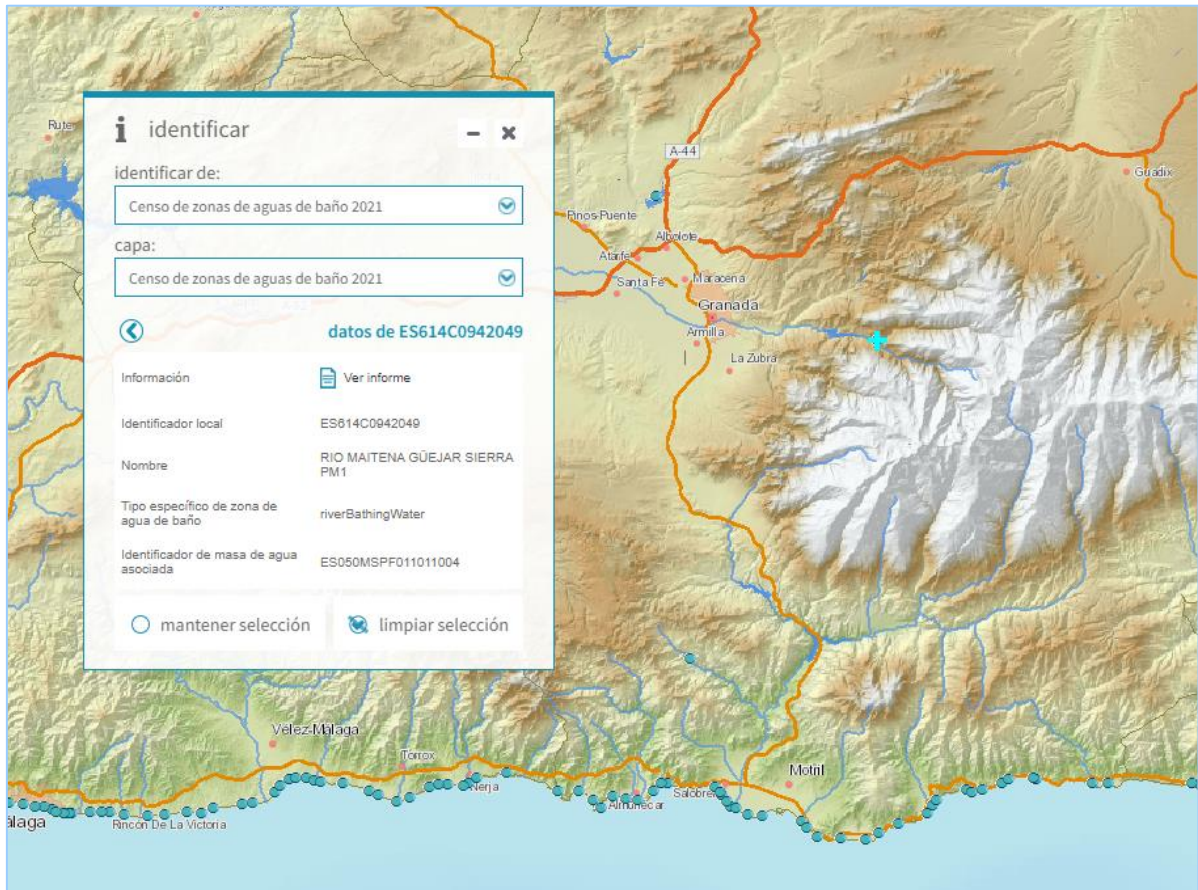 Rute
identificar
identificar de:
Censo de zonas de aguas de baño 2021
capa:
Censo de zonas de aguas de baño 2021
datos de ES614C0942049
Información
Ver informe
Identificador local
ES614C0942049
Nombre
RIO MAITENA GÜEJAR SIERRA
PM1
Tipo específico de zona de
agua de baño
riverBathingWater
Identificador de masa de agua
asociada
ES050MSPF011011004
mantener selección
limpiar selección
A-44
Guadix
Pinos-Puente
Albolote
Atarfe
Maracena
Santa Fe
Granada
Armilla
La Zubia
Vélez-Málaga
Torrox
Nerja
Motril
Almuñecar
Salobre
álaga
Rincón De La Victoria